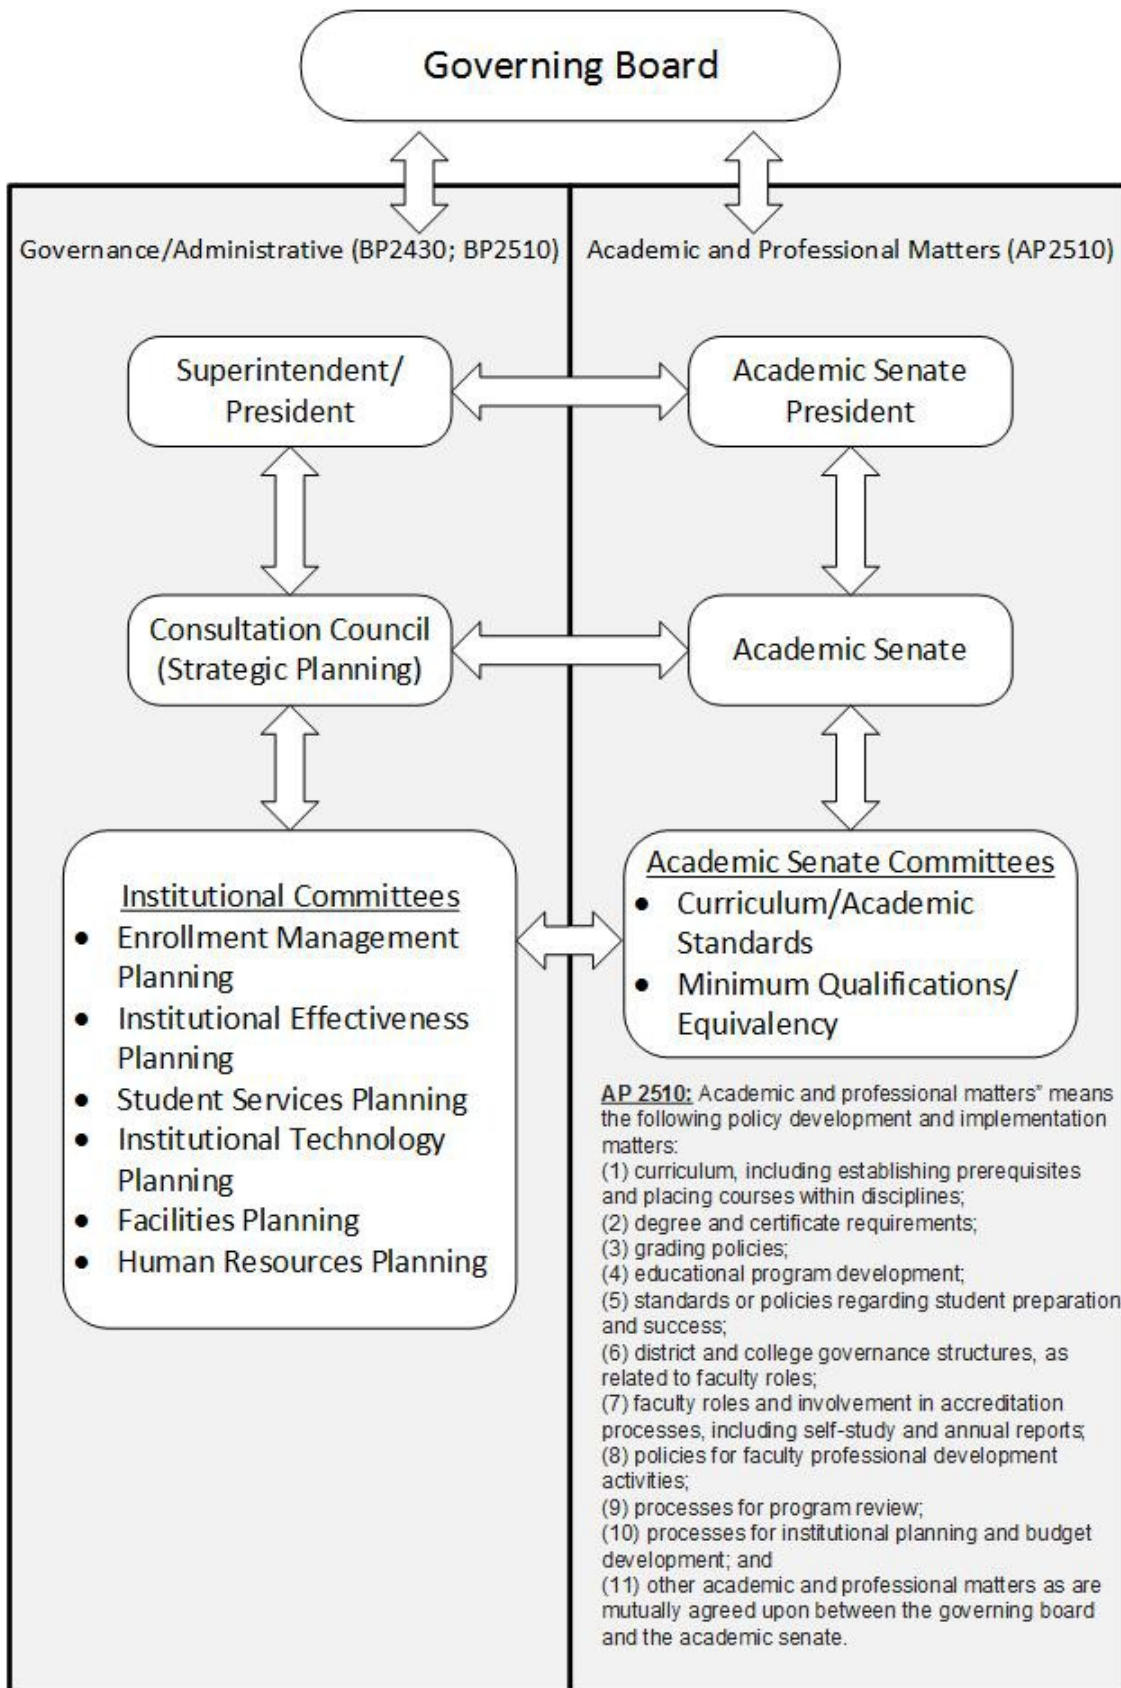 Governing Board
Governance/Administrative (BP2430; BP2510)
Academic and Professional Matters (AP2510)
Superintendent/
President
Academic Senate
President
Consultation Council
(Strategic Planning)
Academic Senate
Institutional Committees
• Enrollment Management
Planning
• Institutional Effectiveness
Planning
• Student Services Planning
• Institutional Technology
Planning
• Facilities Planning
• Human Resources Planning
Academic Senate Committees
• Curriculum/Academic
Standards
• Minimum Qualifications/
Equivalency
AP 2510: Academic and professional matters” means
the following policy development and implementation
matters:
(1) curriculum, including establishing prerequisites
and placing courses within disciplines;
(2) degree and certificate requirements;
(3) grading policies;
(4) educational program development;
(5) standards or policies regarding student preparation
and success;
(6) district and college governance structures, as
related to faculty roles;
(7) faculty roles and involvement in accreditation
processes, including self-study and annual reports;
(8) policies for faculty professional development
activities;
(9) processes for program review;
(10) processes for institutional planning and budget
development; and
(11) other academic and professional matters as are
mutually agreed upon between the governing board
and the academic senate.